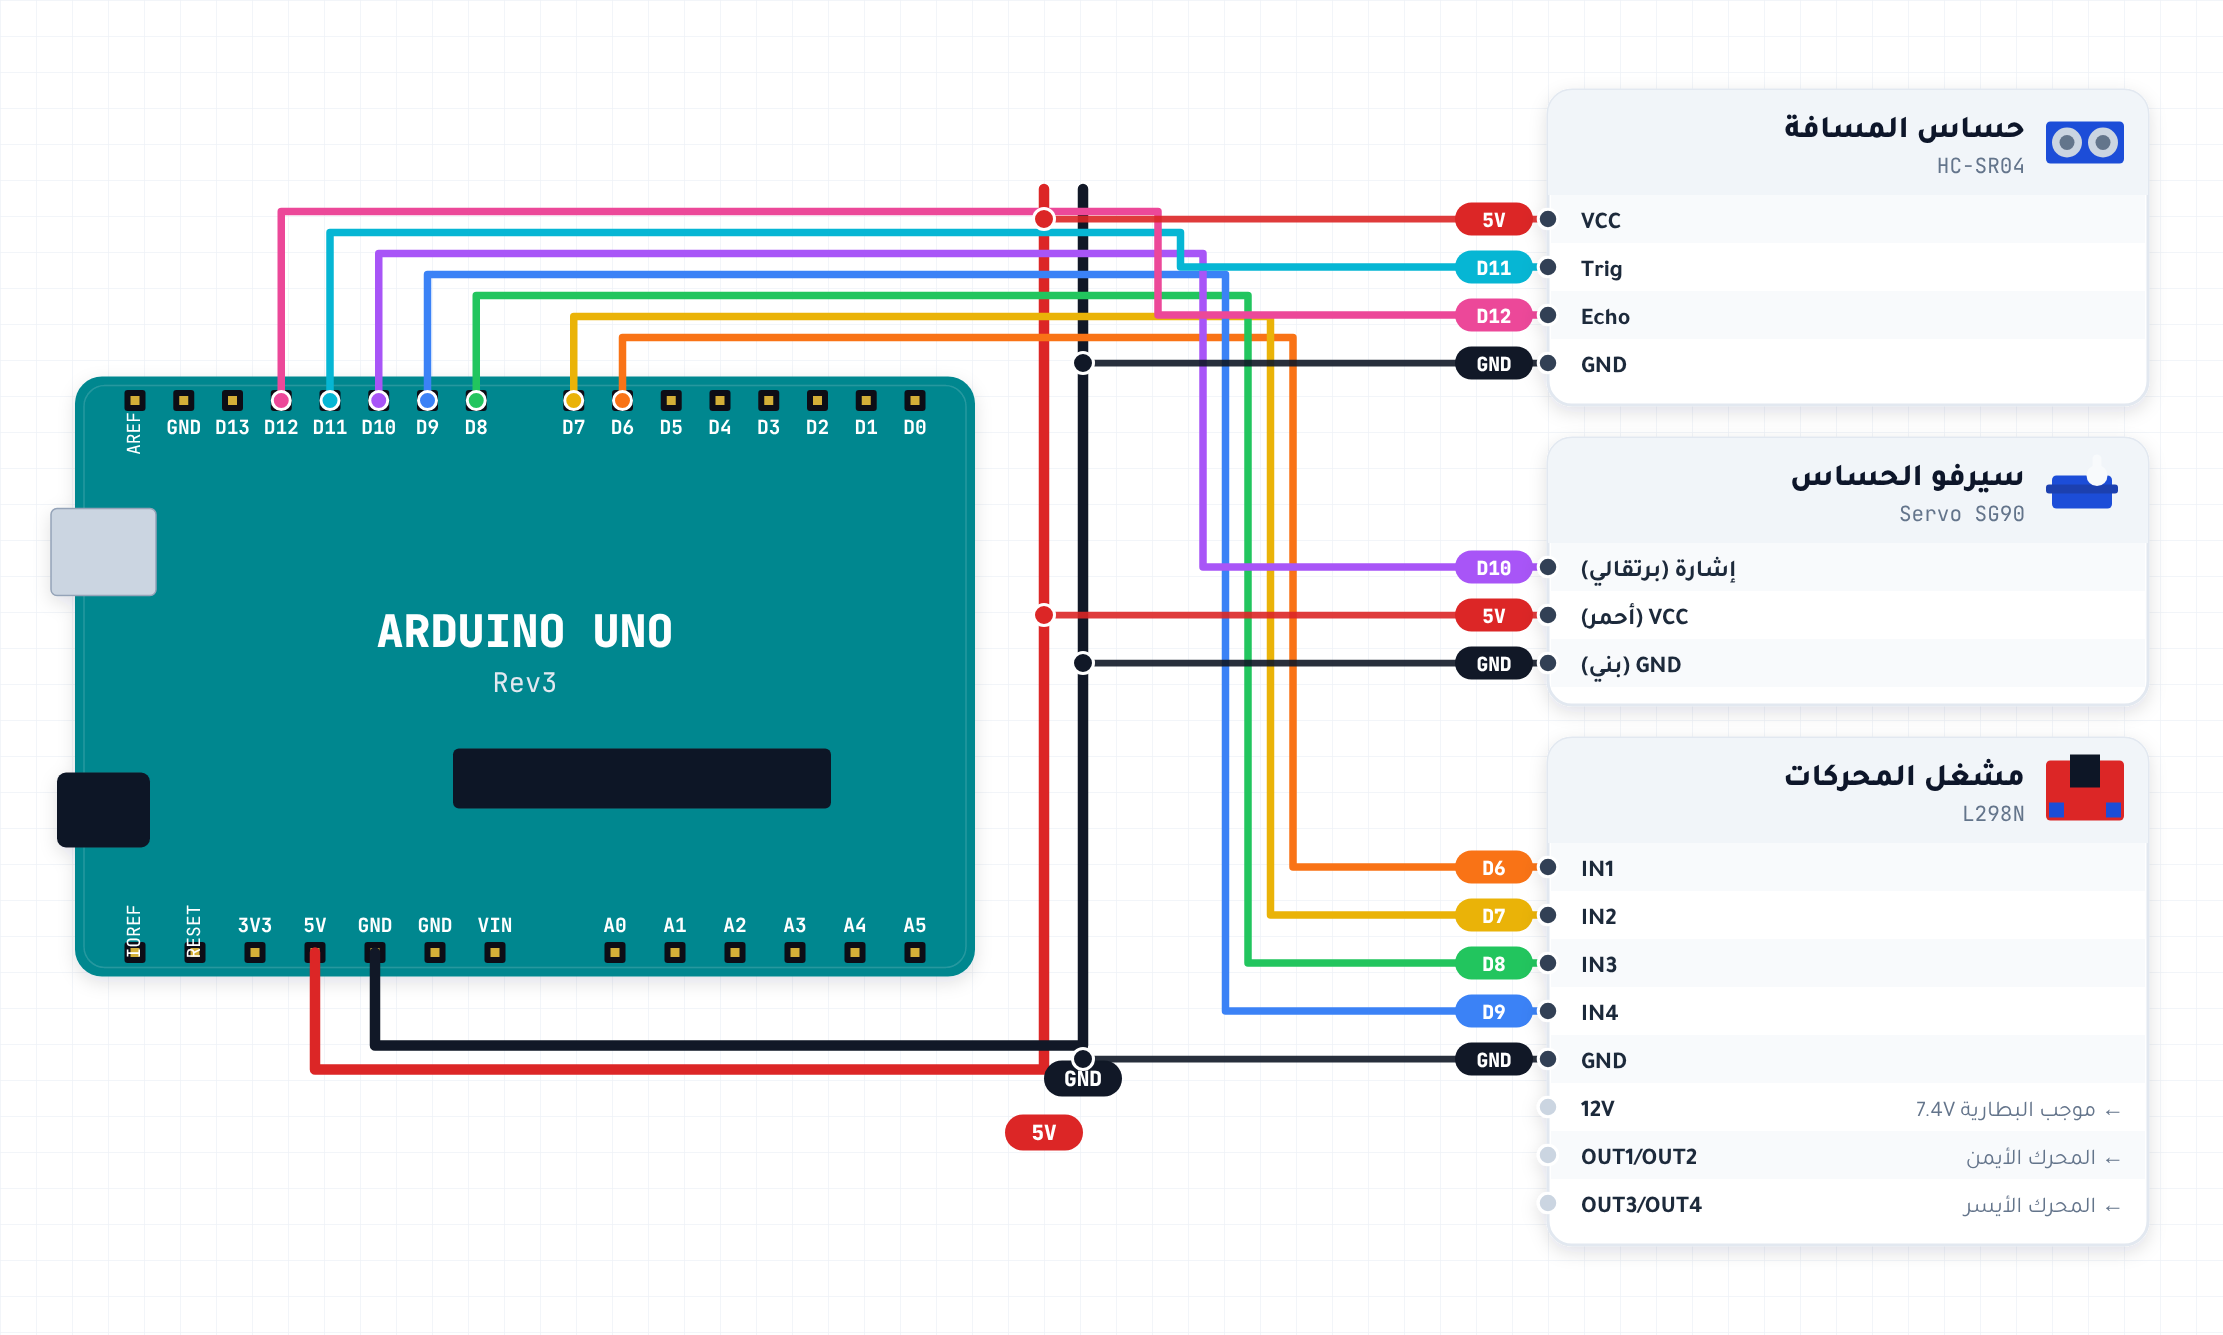 AREF GND D13 D12 D11 D10 D9 D8 D7 D6 D5 D4 D3 D2 D1 D0
ARDUINO UNO
Rev3
IOREF RESET 3V3 5V GND GND VIN A0 A1 A2 A3 A4 A5
GND
5V
حساس المسافة
HC-SR04
5V VCC
D11 Trig
D12 Echo
GND GND
سيرفو الحساس
Servo SG90
D10 إشارة (برتقالي)
5V VCC (أحمر)
GND GND (بني)
مشغل المحركات
L298N
D6 IN1
D7 IN2
D8 IN3
D9 IN4
GND GND
12V ← موجب البطارية 7.4V
OUT1/OUT2 ← المحرك الأيمن
OUT3/OUT4 ← المحرك الأيسر